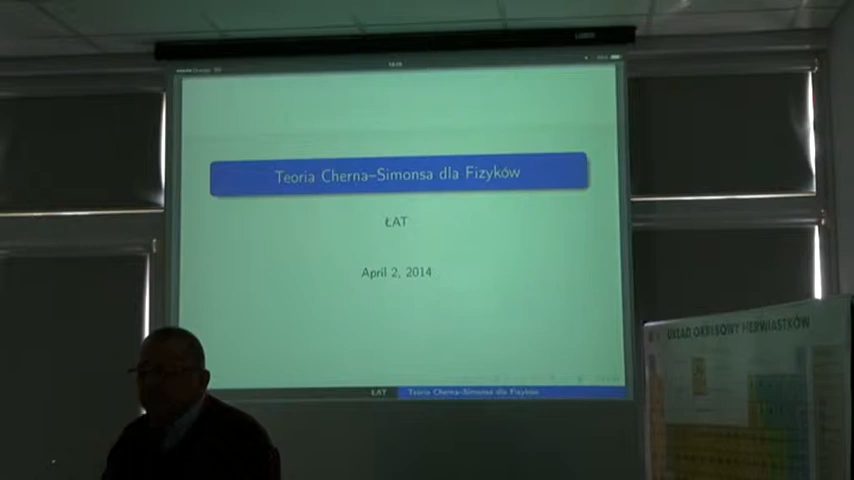 Teoria Cherna–Simonsa dla Fizyków
ŁAT
April 2, 2014
ŁAT
Teoria Cherna–Simonsa dla Fizyków
UKŁAD OKRESOWY PIERWIASTKÓW